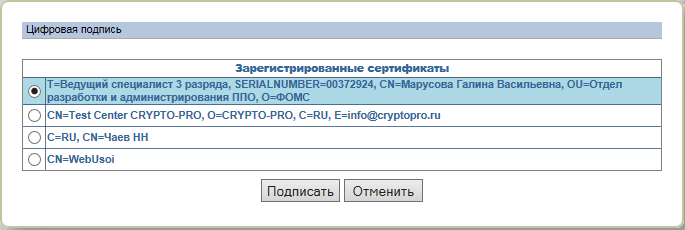 Цифровая подпись
Зарегистрированные сертификаты
T=Ведущий специалист 3 разряда, SERIALNUMBER=00372924, CN=Марусова Галина Васильевна, OU=Отдел
разработки и администрирования ППО, O=ФОМС
CN=Test Center CRYPTO-PRO, O=CRYPTO-PRO, C=RU, E=info@cryptopro.ru
C=RU, CN=Чаев НН
CN=WebUsoi
Подписать Отменить